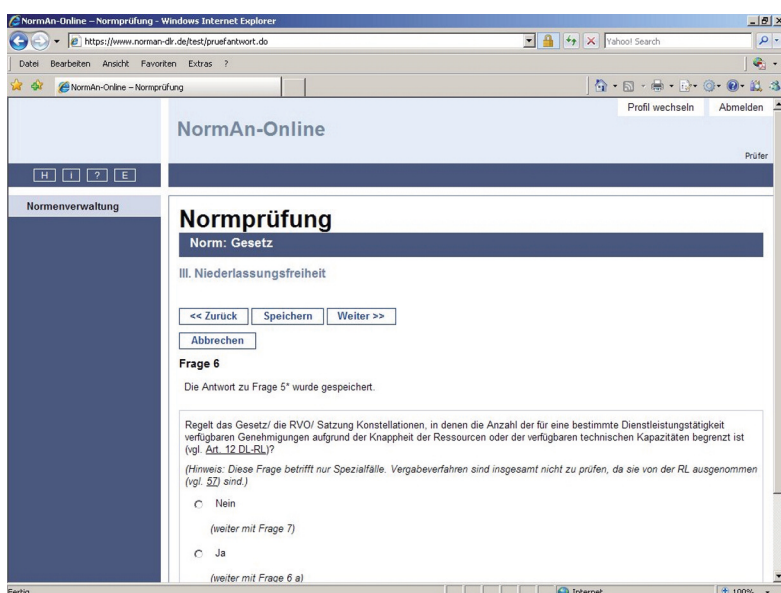 NormAn-Online – Normprüfung - Windows Internet Explorer
https://www.norman-dlr.de/test/pruefantwort.do
Yahoo! Search
Datei Bearbeiten Ansicht Favoriten Extras ?
NormAn-Online – Normprüfung
Profil wechseln Abmelden
NormAn-Online
Prüfer
H I ? E
Normenverwaltung
Normprüfung
Norm: Gesetz
III. Niederlassungsfreiheit
<< Zurück Speichern Weiter >>
Abbrechen
Frage 6
Die Antwort zu Frage 5* wurde gespeichert.
Regelt das Gesetz/ die RVO/ Satzung Konstellationen, in denen die Anzahl der für eine bestimmte Dienstleistungstätigkeit
verfügbaren Genehmigungen aufgrund der Knappheit der Ressourcen oder der verfügbaren technischen Kapazitäten begrenzt ist
(vgl. Art. 12 DL-RL)?
(Hinweis: Diese Frage betrifft nur Spezialfälle. Vergabeverfahren sind insgesamt nicht zu prüfen, da sie von der RL ausgenommen
(vgl. 57) sind.)
Nein
(weiter mit Frage 7)
Ja
(weiter mit Frage 6 a)
Fertig Internet 100%